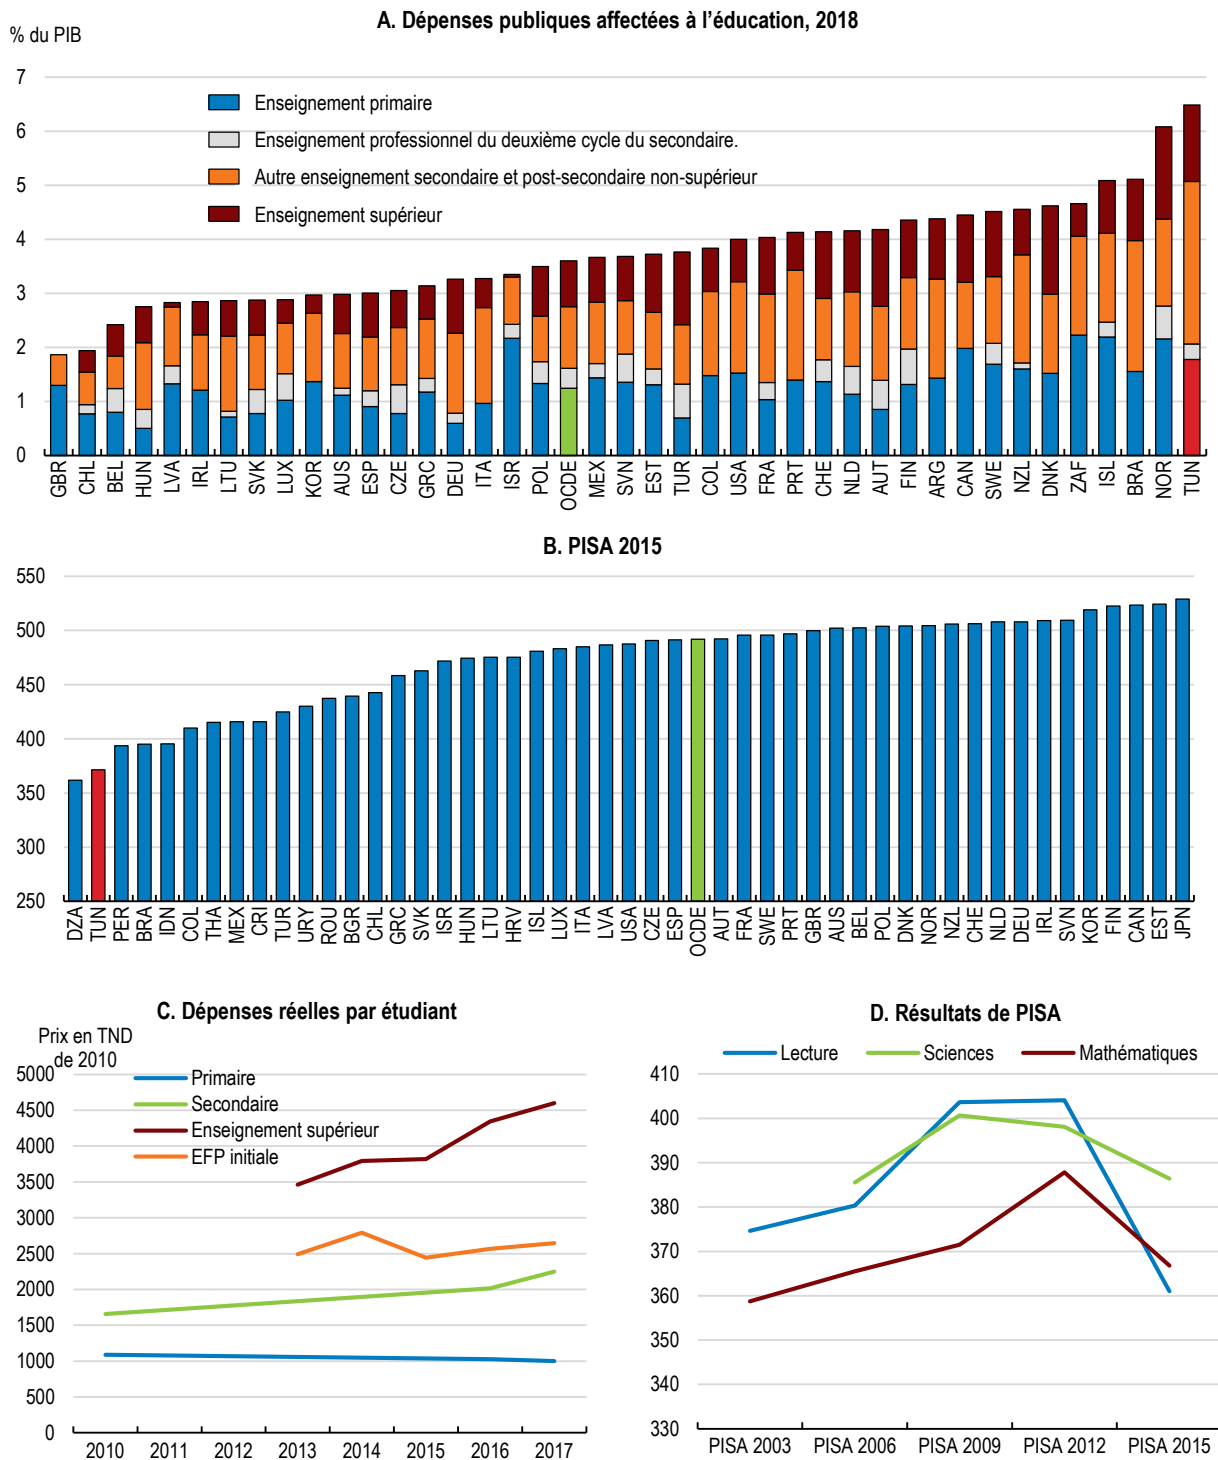 A. Dépenses publiques affectées à l'éducation, 2018
% du PIB
7
6
5
4
3
2
1
0
Enseignement primaire
Enseignement professionnel du deuxième cycle du secondaire.
Autre enseignement secondaire et post-secondaire non-supérieur
Enseignement supérieur
GBR CHL BEL HUN LVA IRL LTU SVK LUX KOR AUS ESP CZE GRC DEU ITA ISR POL OCDE MEX SVN EST TUR COL USA FRA PRT CHE NLD AUT FIN ARG CAN SWE NZL DNK ZAF ISL BRA NOR TUN
B. PISA 2015
550
500
450
400
350
300
250
DZA TUN PER BRA IDN COL THA MEX CRI TUR URY ROU BGR CHL GRC SVK ISR HUN LTU HRV ISL LUX ITA LVA USA CZE ESP OCDE AUT FRA SWE PRT GBR AUS BEL POL DNK NOR NZL CHE NLD DEU IRL SVN KOR FIN CAN EST JPN
C. Dépenses réelles par étudiant
Prix en TND
de 2010
5000
4500
4000
3500
3000
2500
2000
1500
1000
500
0
Primaire
Secondaire
Enseignement supérieur
EFP initiale
2010 2011 2012 2013 2014 2015 2016 2017
D. Résultats de PISA
Lecture Sciences Mathématiques
410
400
390
380
370
360
350
340
330
PISA 2003 PISA 2006 PISA 2009 PISA 2012 PISA 2015